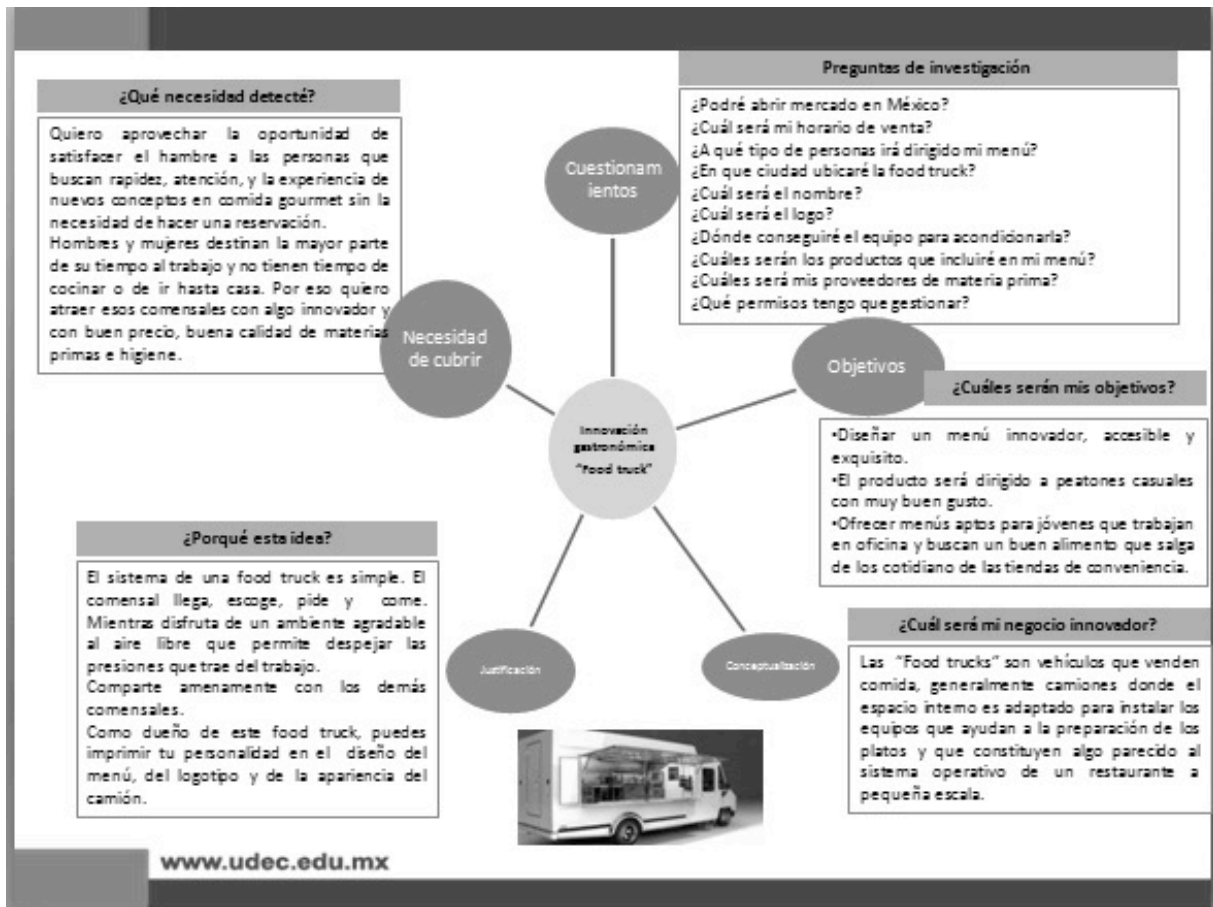 ¿Qué necesidad detecté?
Quiero aprovechar la oportunidad de
satisfacer el hambre a las personas que
buscan rapidez, atención, y la experiencia de
nuevos conceptos en comida gourmet sin la
necesidad de hacer una reservación.
Hombres y mujeres destinan la mayor parte
de su tiempo al trabajo y no tienen tiempo de
cocinar o de ir hasta casa. Por eso quiero
atraer esos comensales con algo innovador y
con buen precio, buena calidad de materias
primas e higiene.
Necesidad
de cubrir
Cuestionam
ientos
Preguntas de investigación
¿Podré abrir mercado en México?
¿Cuál será mi horario de venta?
¿A qué tipo de personas irá dirigido mi menú?
¿En que ciudad ubicaré la food truck?
¿Cuál será el nombre?
¿Cuál será el logo?
¿Dónde conseguiré el equipo para acondicionarla?
¿Cuáles serán los productos que incluiré en mi menú?
¿Cuáles serán mis proveedores de materia prima?
¿Qué permisos tengo que gestionar?
Objetivos
¿Cuáles serán mis objetivos?
•Diseñar un menú innovador, accesible y
exquisito.
•El producto será dirigido a peatones casuales
con muy buen gusto.
•Ofrecer menús aptos para jóvenes que trabajan
en oficina y buscan un buen alimento que salga
de los cotidiano de las tiendas de conveniencia.
Innovación
gastronómica
"Food truck"
¿Porqué esta idea?
El sistema de una food truck es simple. El
comensal llega, escoge, pide y come.
Mientras disfruta de un ambiente agradable
al aire libre que permite despejar las
presiones que trae del trabajo.
Comparte amenamente con los demás
comensales.
Como dueño de este food truck, puedes
imprimir tu personalidad en el diseño del
menú, del logotipo y de la apariencia del
camión.
Justificación
Conceptualización
¿Cuál será mi negocio innovador?
Las "Food trucks" son vehículos que venden
comida, generalmente camiones donde el
espacio interno es adaptado para instalar los
equipos que ayudan a la preparación de los
platos y que constituyen algo parecido al
sistema operativo de un restaurante a
pequeña escala.
www.udec.edu.mx